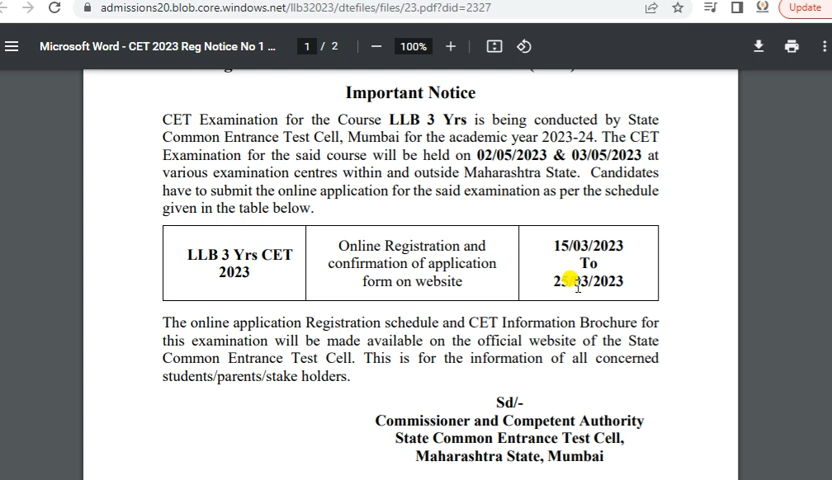 admissions20.blob.core.windows.net/llb32023/dtefiles/files/23.pdf?did=2327
Update
Microsoft Word - CET 2023 Reg Notice No 1 ...
1 / 2
100%
Important Notice
CET Examination for the Course LLB 3 Yrs is being conducted by State
Common Entrance Test Cell, Mumbai for the academic year 2023-24. The CET
Examination for the said course will be held on 02/05/2023 & 03/05/2023 at
various examination centres within and outside Maharashtra State. Candidates
have to submit the online application for the said examination as per the schedule
given in the table below.
LLB 3 Yrs CET
2023
Online Registration and
confirmation of application
form on website
15/03/2023
To
25/03/2023
The online application Registration schedule and CET Information Brochure for
this examination will be made available on the official website of the State
Common Entrance Test Cell. This is for the information of all concerned
students/parents/stake holders.
Sd/-
Commissioner and Competent Authority
State Common Entrance Test Cell,
Maharashtra State, Mumbai